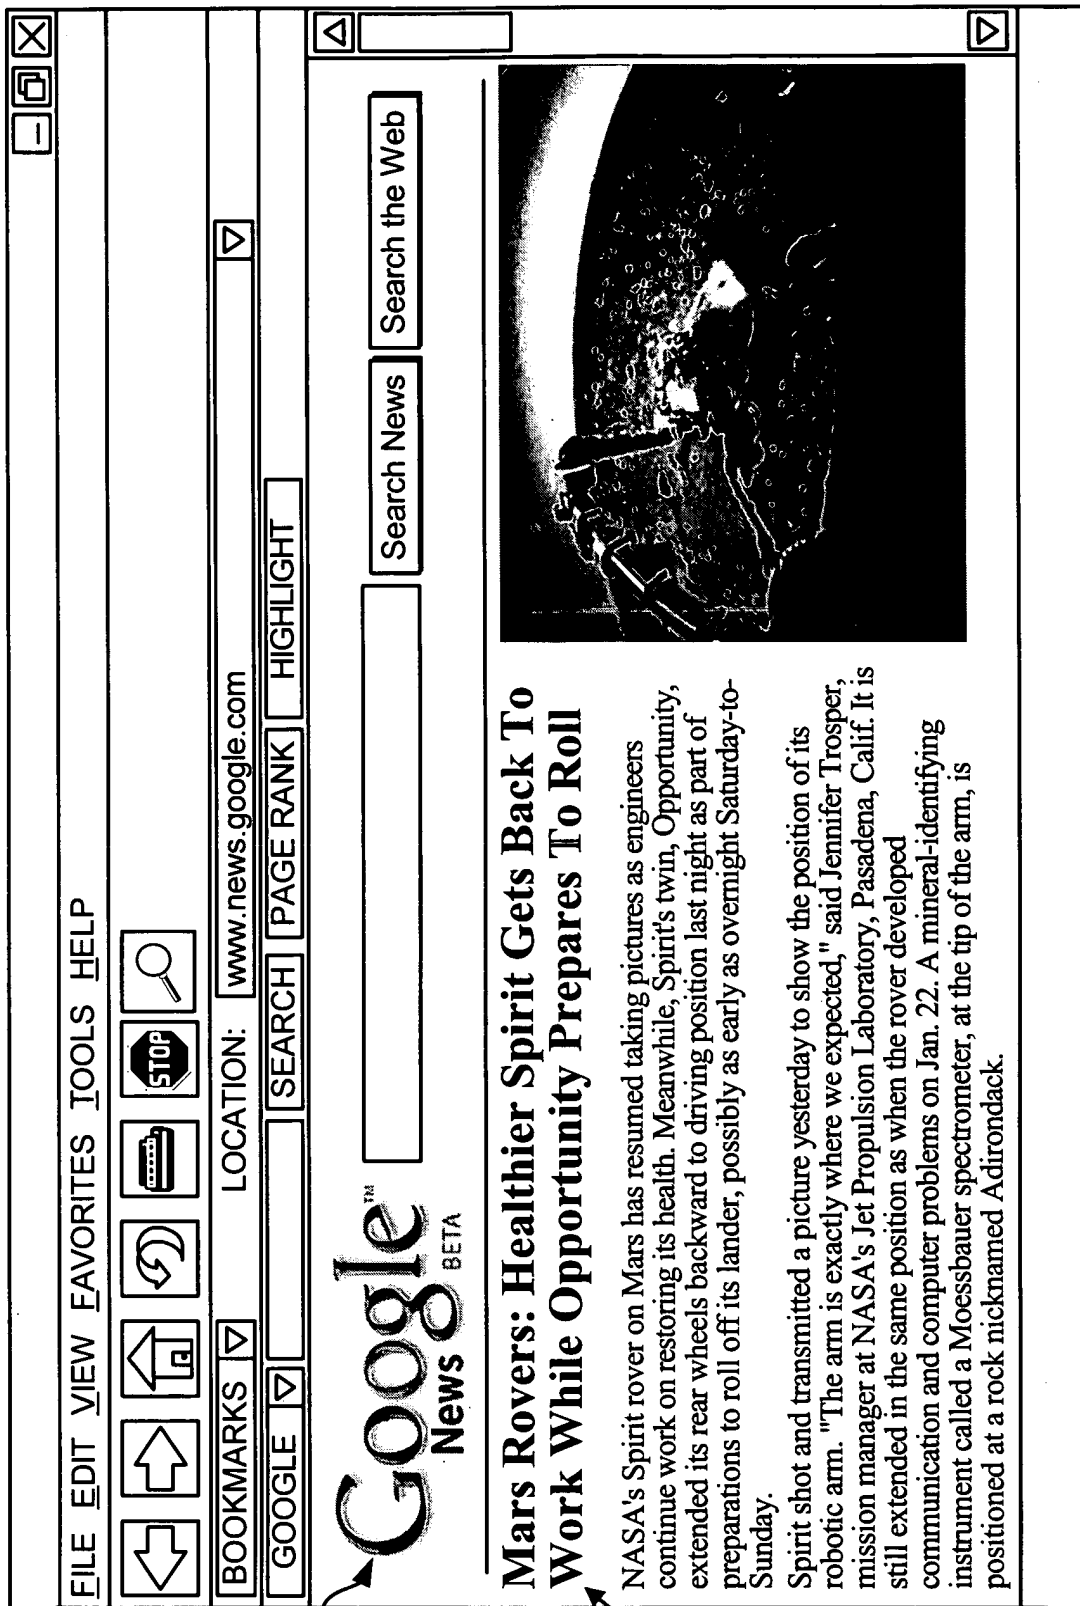 FILE EDIT VIEW FAVORITES TOOLS HELP
STOP
BOOKMARKS LOCATION: www.news.google.com
GOOGLE SEARCH PAGE RANK HIGHLIGHT
Google™
News BETA
Search News Search the Web
Mars Rovers: Healthier Spirit Gets Back To
Work While Opportunity Prepares To Roll
NASA's Spirit rover on Mars has resumed taking pictures as engineers
continue work on restoring its health. Meanwhile, Spirit's twin, Opportunity,
extended its rear wheels backward to driving position last night as part of
preparations to roll off its lander, possibly as early as overnight Saturday-to-
Sunday.
Spirit shot and transmitted a picture yesterday to show the position of its
robotic arm. "The arm is exactly where we expected," said Jennifer Trosper,
mission manager at NASA's Jet Propulsion Laboratory, Pasadena, Calif. It is
still extended in the same position as when the rover developed
communication and computer problems on Jan. 22. A mineral-identifying
instrument called a Moessbauer spectrometer, at the tip of the arm, is
positioned at a rock nicknamed Adirondack.